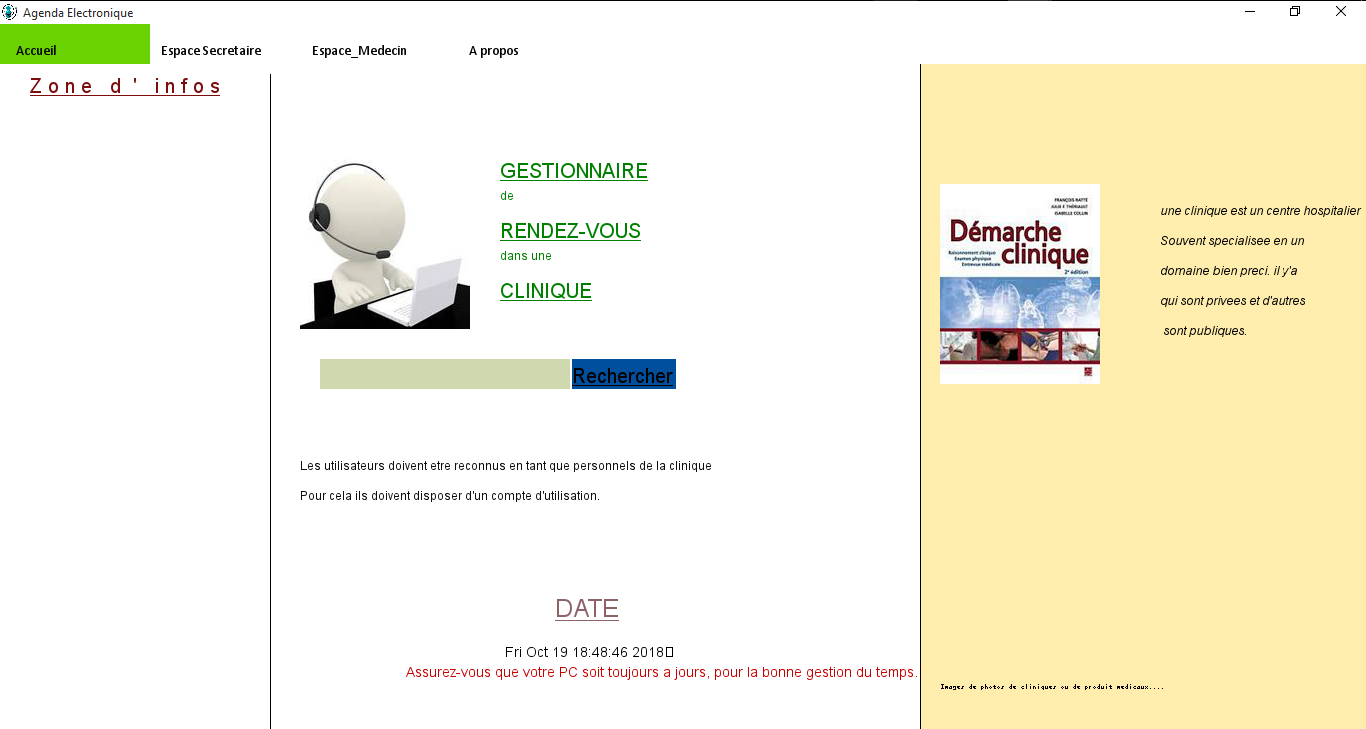 Agenda Electronique
Accueil
Espace Secretaire
Espace_Medecin
A propos
Zone d' infos
GESTIONNAIRE
de
RENDEZ-VOUS
dans une
CLINIQUE
Rechercher
Les utilisateurs doivent etre reconnus en tant que personnels de la clinique
Pour cela ils doivent disposer d'un compte d'utilisation.
DATE
Fri Oct 19 18:48:46 2018
Assurez-vous que votre PC soit toujours a jours, pour la bonne gestion du temps.
FRANÇOIS RATTÉ
JULIE F. THÉRIAULT
ISABELLE COLLIN
Démarche
clinique
Raisonnement clinique
Examen physique
Entrevue médicale
2e édition
une clinique est un centre hospitalier
Souvent specialisee en un
domaine bien preci. il y'a
qui sont privees et d'autres
sont publiques.
Images de photos de cliniques ou de produit medicaux....